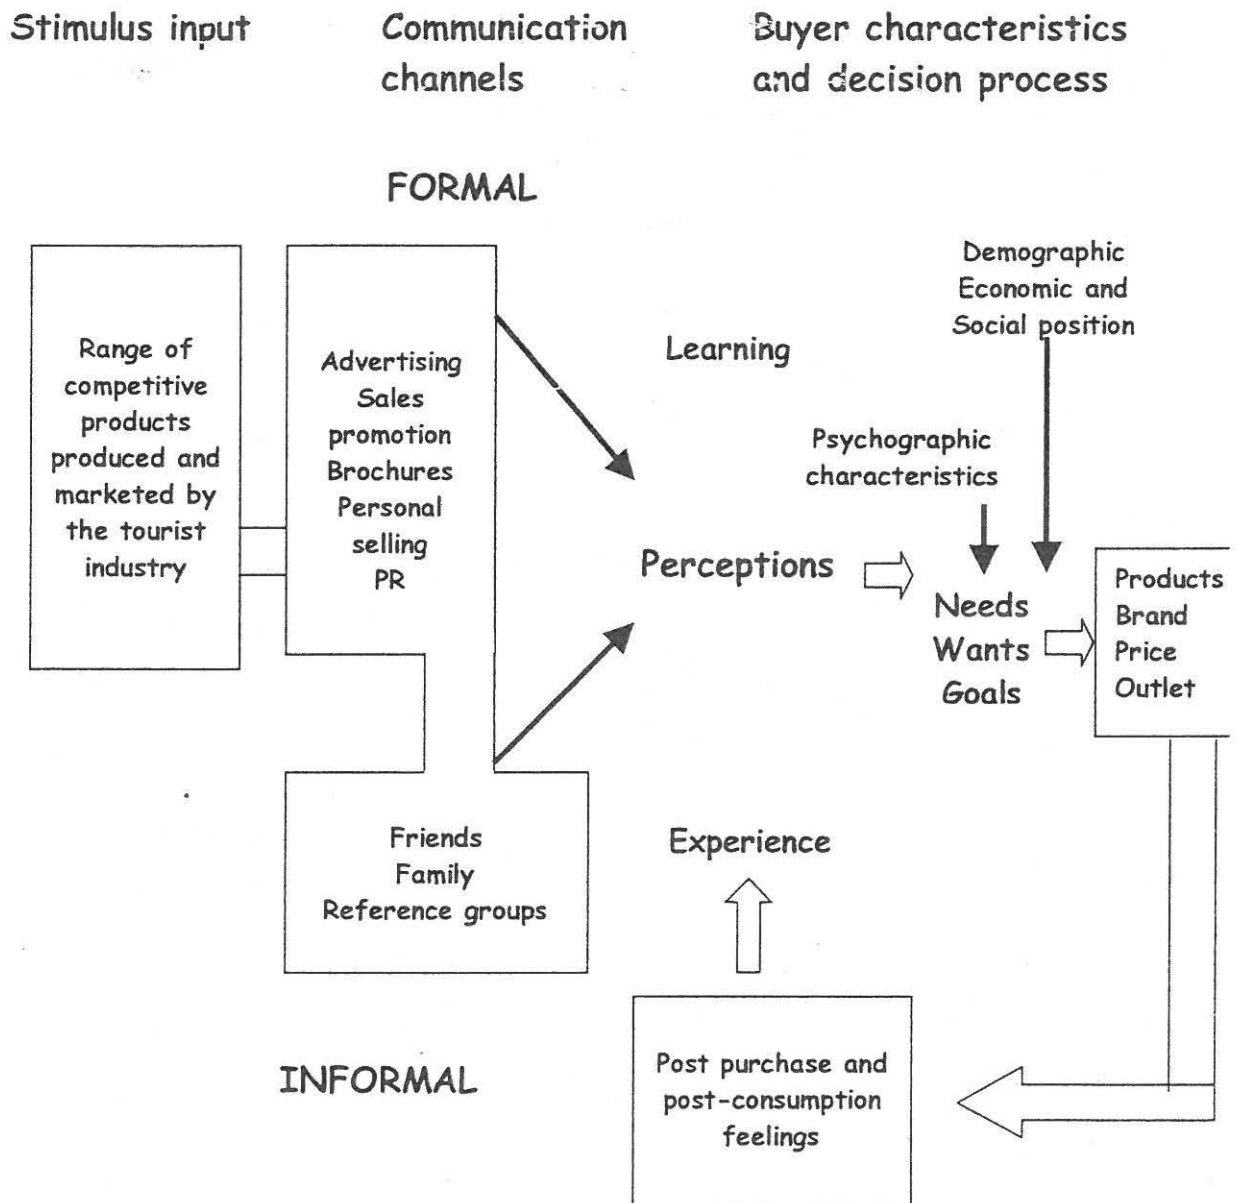 Stimulus input
Communication
channels
Buyer characteristics
and decision process
FORMAL
Range of
competitive
products
produced and
marketed by
the tourist
industry
Advertising
Sales
promotion
Brochures
Personal
selling
PR
Learning
Demographic
Economic and
Social position
Psychographic
characteristics
Perceptions
Needs
Wants
Goals
Products
Brand
Price
Outlet
Friends
Family
Reference groups
Experience
INFORMAL
Post purchase and
post-consumption
feelings